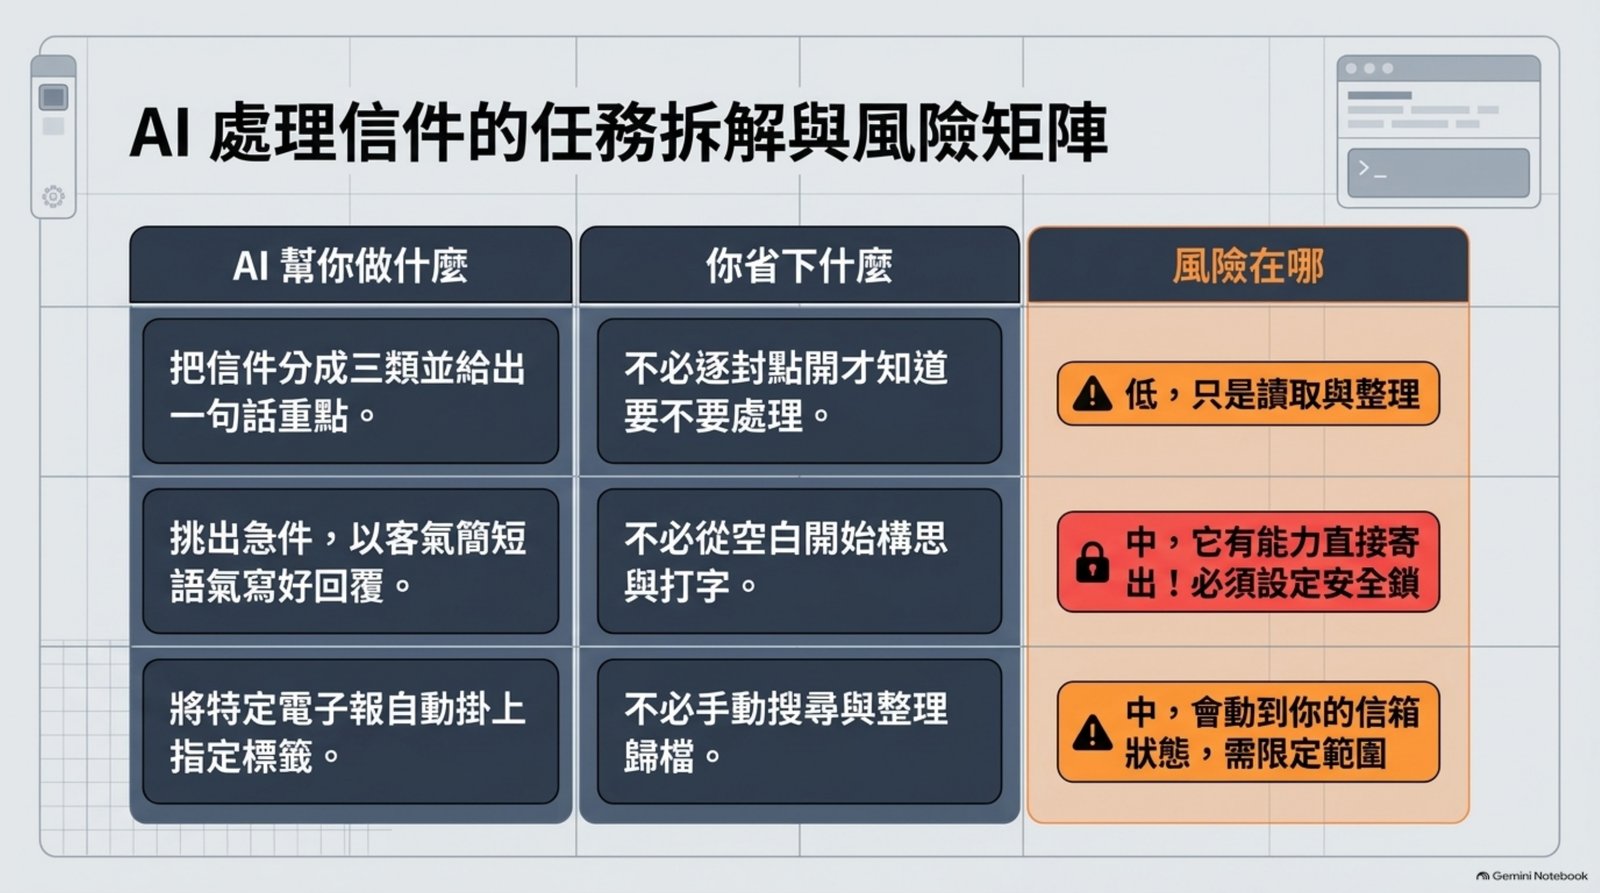 AI 處理信件的任務拆解與風險矩陣
AI 幫你做什麼
你省下什麼
風險在哪
把信件分成三類並給出
一句話重點。
不必逐封點開才知道
要不要處理。
低，只是讀取與整理
挑出急件，以客氣簡短
語氣寫好回覆。
不必從空白開始構思
與打字。
中，它有能力直接寄
出！必須設定安全鎖
將特定電子報自動掛上
指定標籤。
不必手動搜尋與整理
歸檔。
中，會動到你的信箱
狀態，需限定範圍
>_
Gemini Notebook